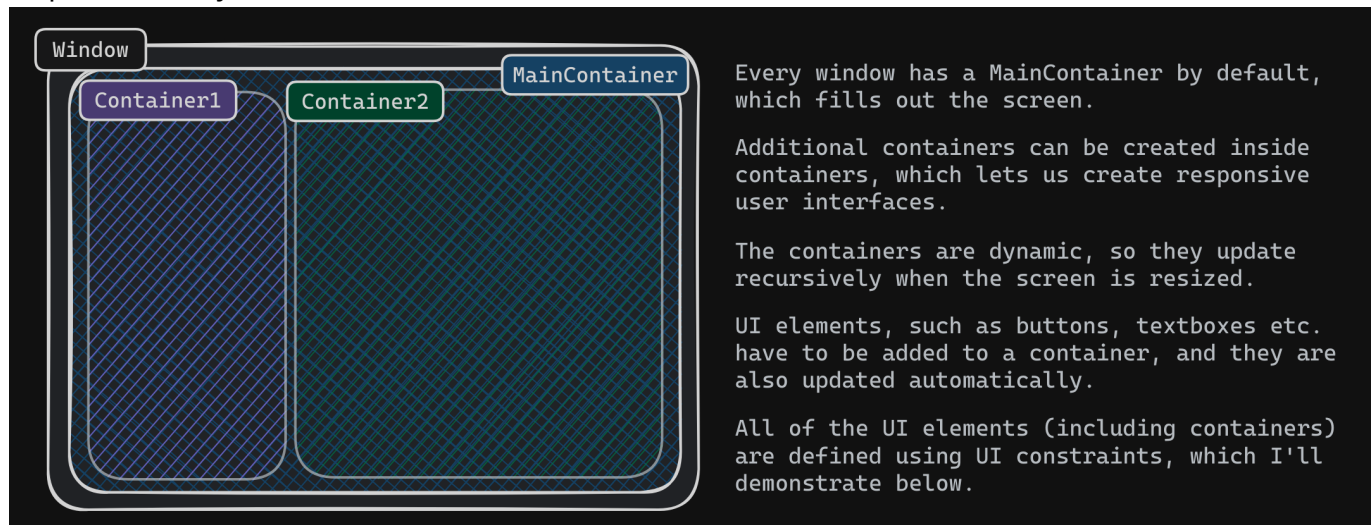 Window
MainContainer
Container1
Container2
Every window has a MainContainer by default,
which fills out the screen.
Additional containers can be created inside
containers, which lets us create responsive
user interfaces.
The containers are dynamic, so they update
recursively when the screen is resized.
UI elements, such as buttons, textboxes etc.
have to be added to a container, and they are
also updated automatically.
All of the UI elements (including containers)
are defined using UI constraints, which I'll
demonstrate below.